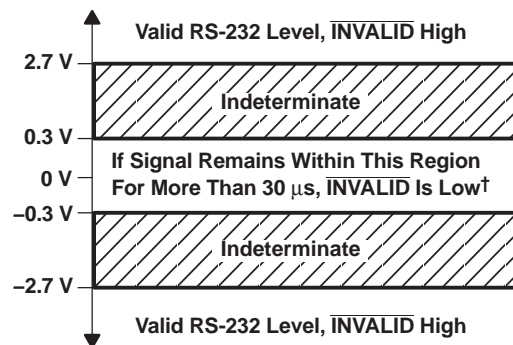 Valid RS-232 Level, INVALID High
2.7 V
Indeterminate
0.3 V
If Signal Remains Within This Region
0 V
For More Than 30 μs, INVALID Is Low†
–0.3 V
Indeterminate
–2.7 V
Valid RS-232 Level, INVALID High